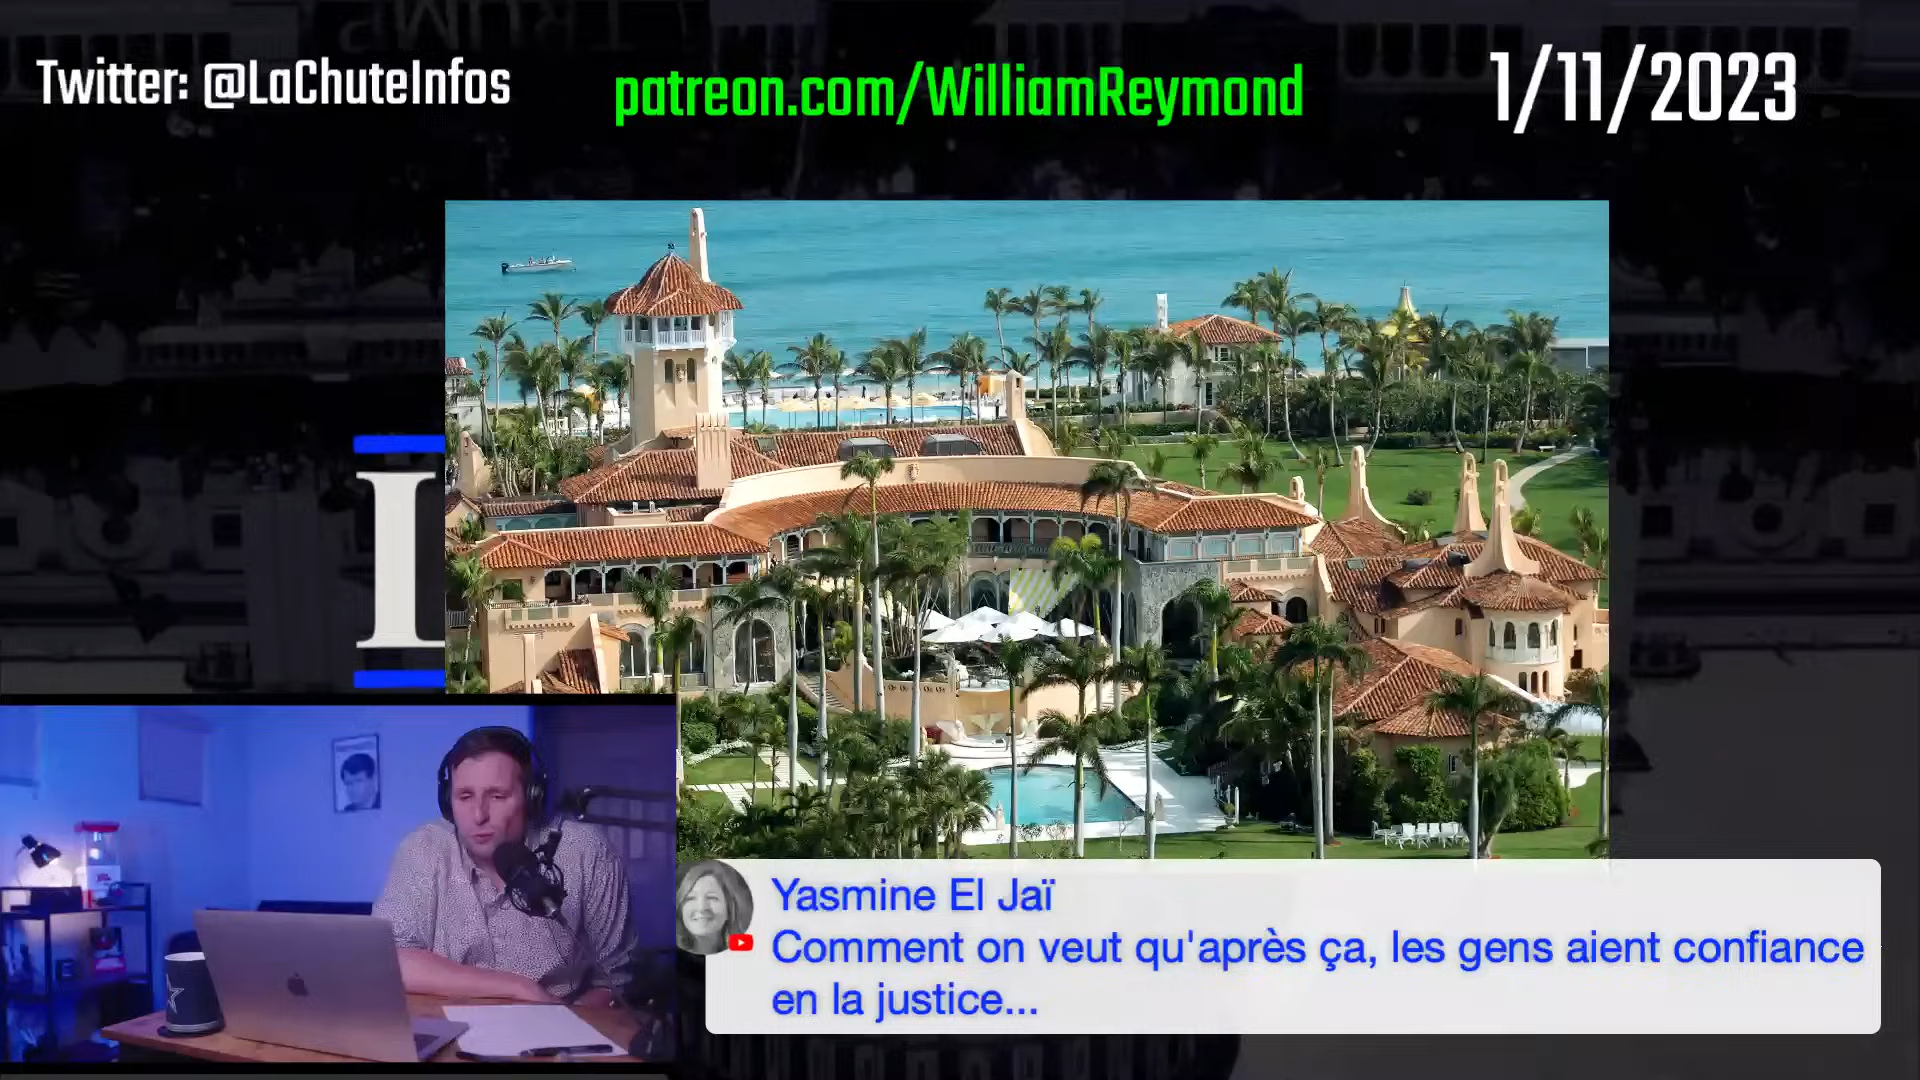 TRUMP
Twitter: @LaChuteInfos
patreon.com/WilliamReymond
1/11/2023
L
Yasmine El Jaï
Comment on veut qu'après ça, les gens aient confiance
en la justice...